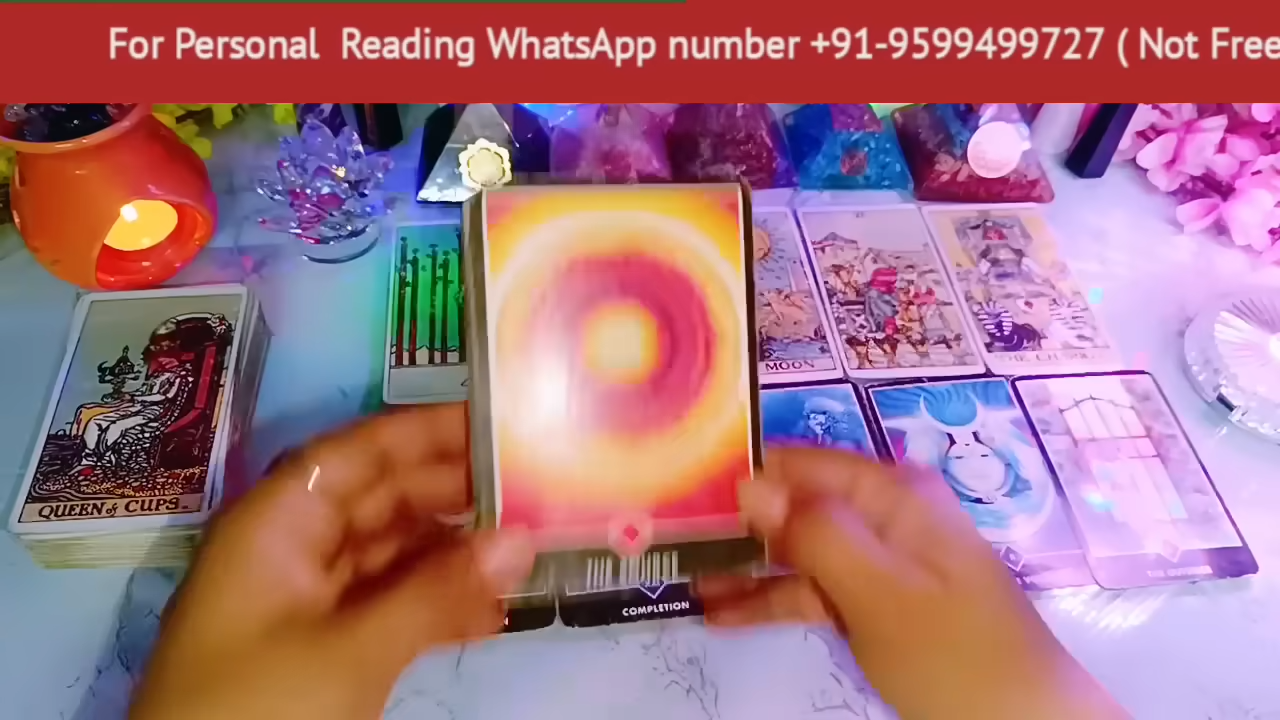 For Personal  Reading WhatsApp number +91-9599499727 ( Not Free
MOON
QUEEN of CUPS.
COMPLETION